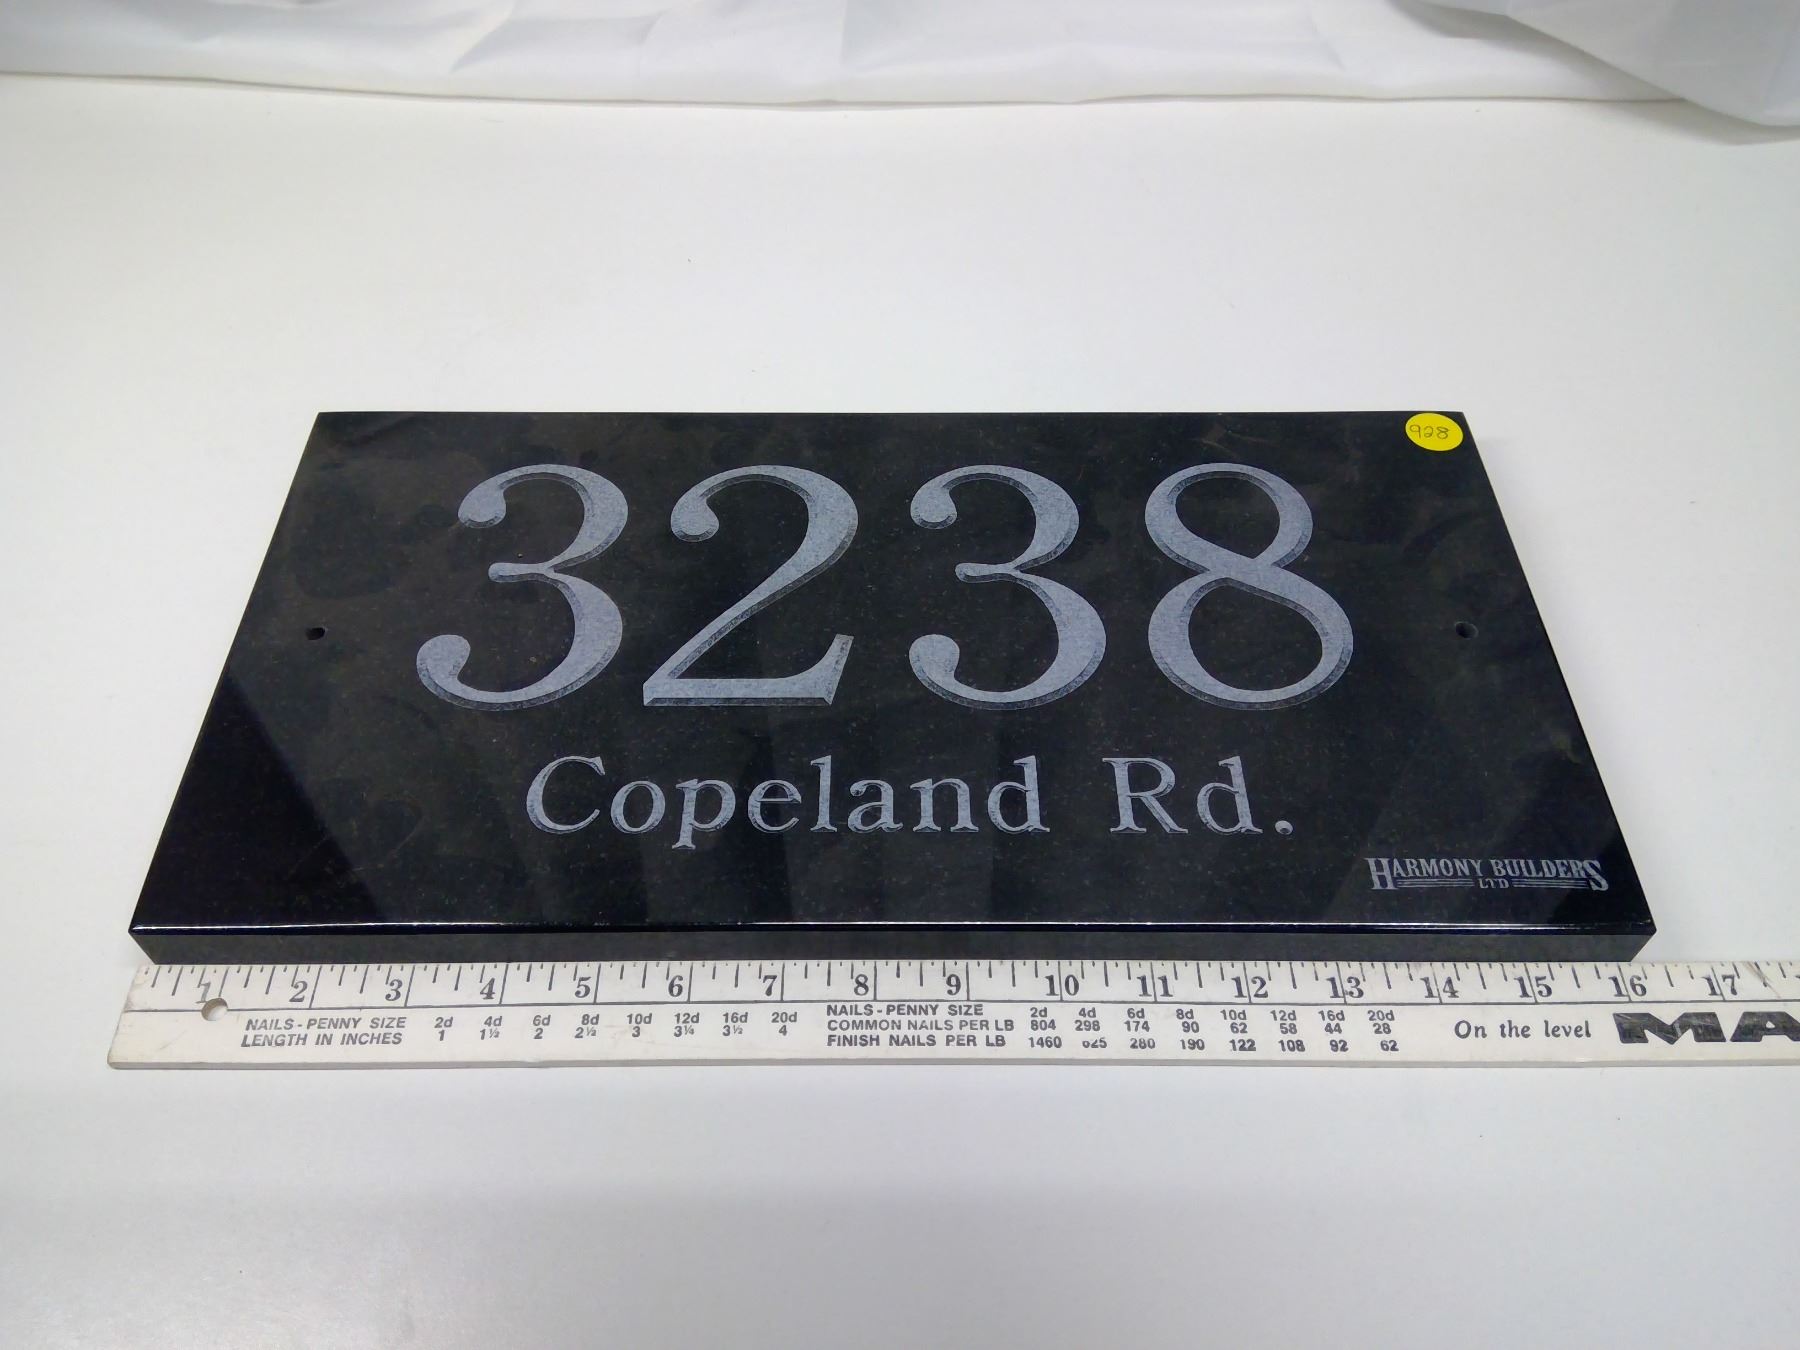 928
3238
Copeland Rd.
HARMONY BUILDERS
LTD
1 2 3 4 5 6 7 8 9 10 11 12 13 14 15 16 17
NAILS - PENNY SIZE 2d 4d 6d 8d 10d 12d 16d 20d
LENGTH IN INCHES 1 1½ 2 2½ 3 3¼ 3½ 4
NAILS - PENNY SIZE 2d 4d 6d 8d 10d 12d 16d 20d
COMMON NAILS PER LB 804 298 174 90 62 58 44 28
FINISH NAILS PER LB 1460 625 280 190 122 108 92 62
On the level